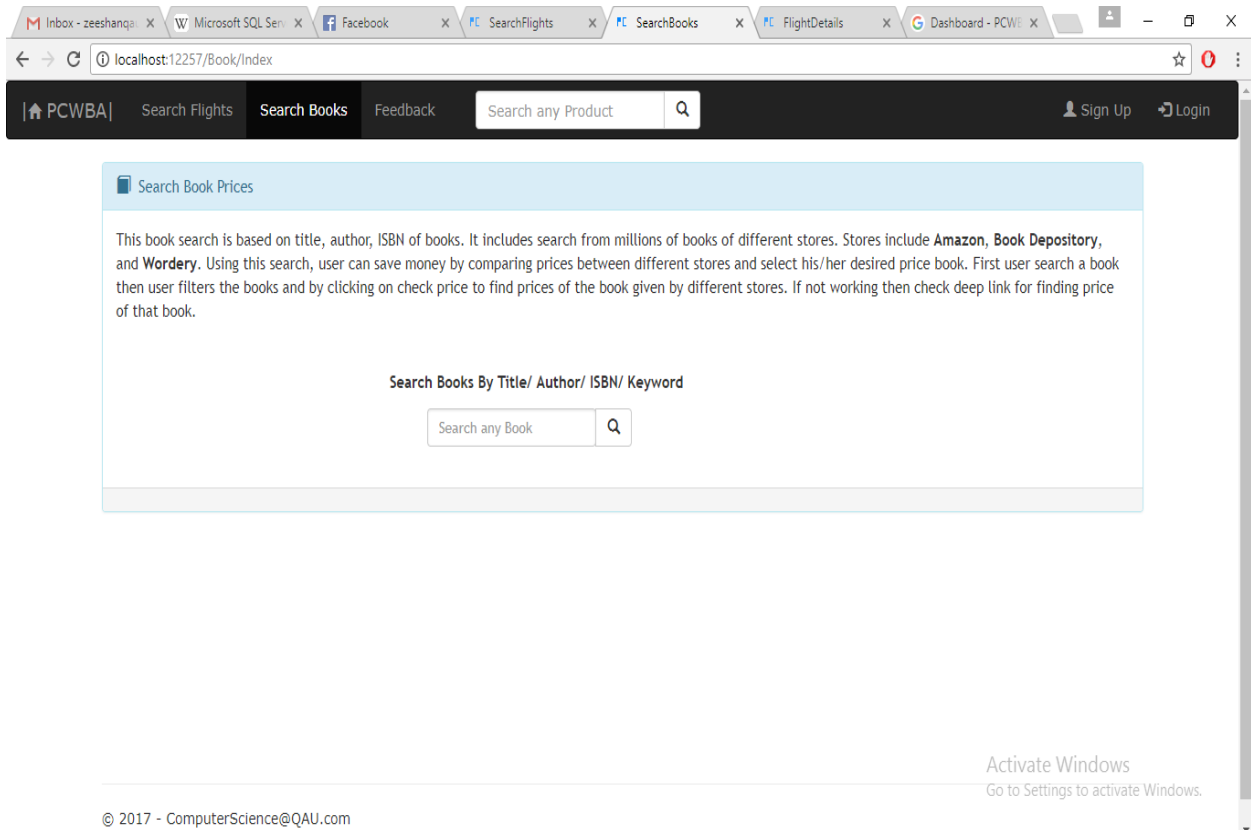 Inbox - zeeshanqa
Microsoft SQL Serv
Facebook
SearchFlights
SearchBooks
FlightDetails
Dashboard - PCWB
localhost:12257/Book/Index
|PCWBA|
Search Flights
Search Books
Feedback
Search any Product
Sign Up
Login
Search Book Prices
This book search is based on title, author, ISBN of books. It includes search from millions of books of different stores. Stores include Amazon, Book Depository,
and Wordery. Using this search, user can save money by comparing prices between different stores and select his/her desired price book. First user search a book
then user filters the books and by clicking on check price to find prices of the book given by different stores. If not working then check deep link for finding price
of that book.
Search Books By Title/ Author/ ISBN/ Keyword
Search any Book
Activate Windows
Go to Settings to activate Windows.
© 2017 - ComputerScience@QAU.com